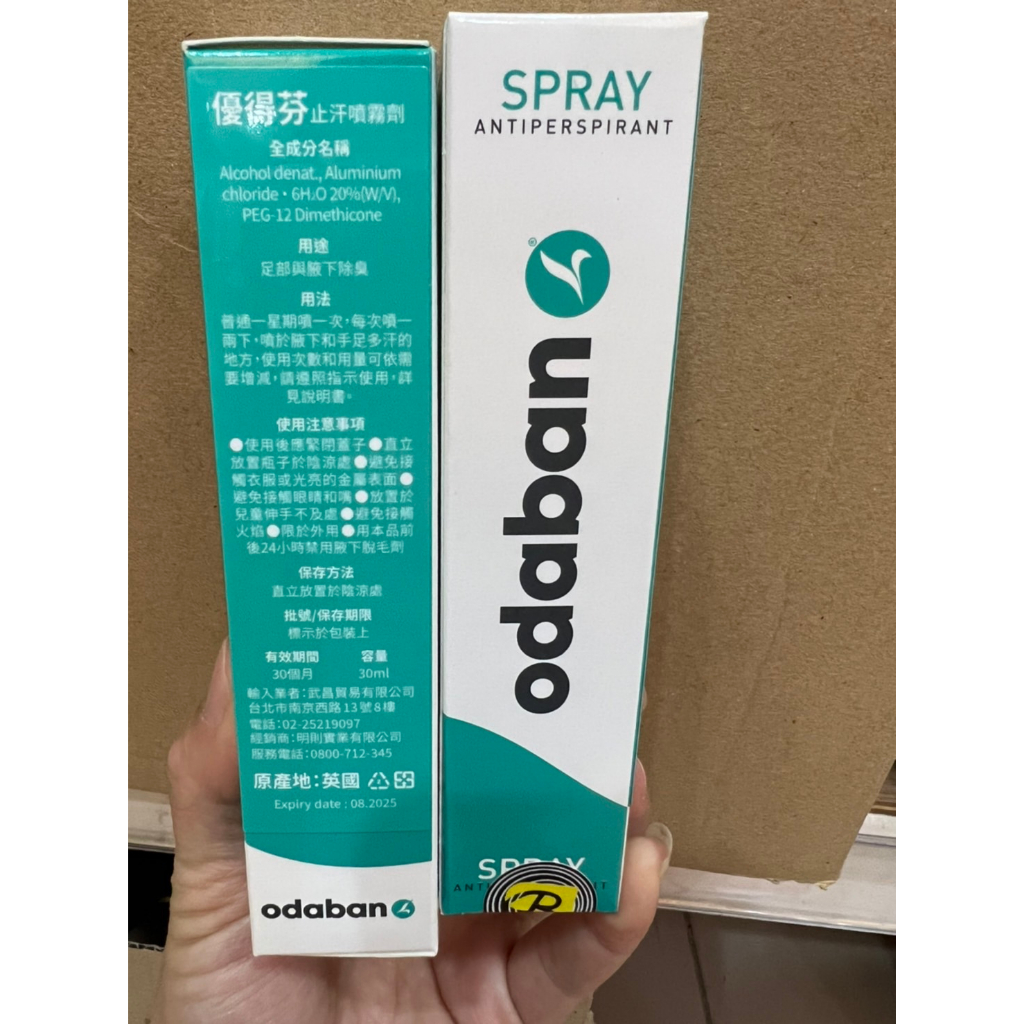 優得芬止汗噴霧劑
全成分名稱
Alcohol denat., Aluminium
chloride・6H₂O 20%(W/V),
PEG-12 Dimethicone
用途
足部與腋下除臭
用法
普通一星期噴一次,每次噴一
兩下,噴於腋下和手足多汗的
地方,使用次數和用量可依需
要增減,請遵照指示使用,詳
見說明書。
使用注意事項
●使用後應緊閉蓋子●直立
放置瓶子於陰涼處●避免接
觸衣服或光亮的金屬表面●
避免接觸眼睛和嘴●放置於
兒童伸手不及處●避免接觸
火焰●限於外用●用本品前
後24小時禁用腋下脫毛劑
保存方法
直立放置於陰涼處
批號/保存期限
標示於包裝上
有效期間 容量
30個月 30ml
輸入業者:武昌貿易有限公司
台北市南京西路13號8樓
電話:02-25219097
經銷商:明則實業有限公司
服務電話:0800-712-345
原產地:英國
Expiry date : 08.2025
odaban
SPRAY
ANTIPERSPIRANT
odaban
®
SPRAY
R